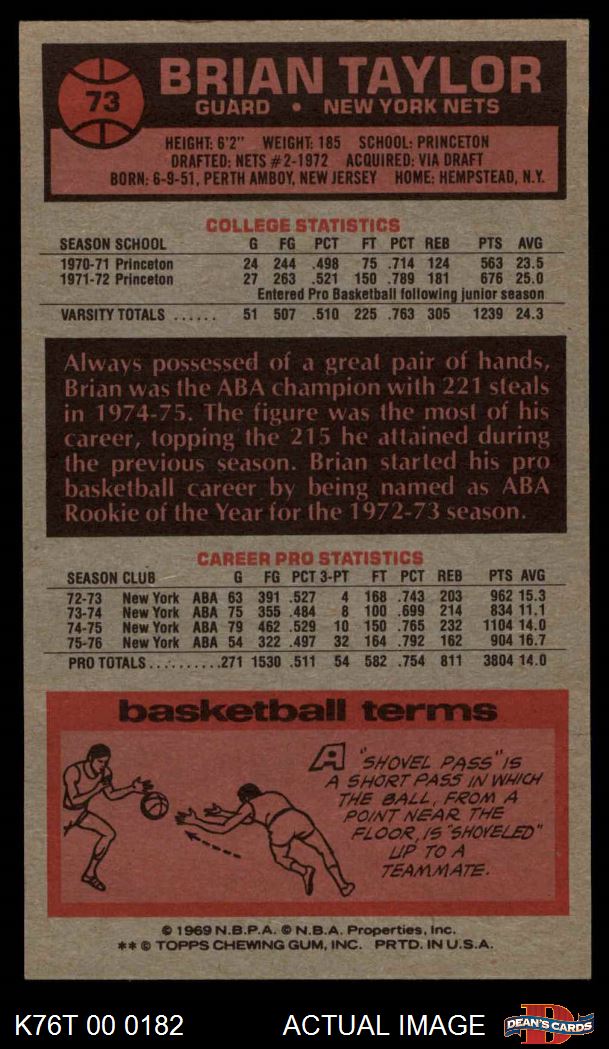 73
BRIAN TAYLOR
GUARD • NEW YORK NETS
HEIGHT: 6'2" WEIGHT: 185 SCHOOL: PRINCETON
DRAFTED: NETS #2-1972 ACQUIRED: VIA DRAFT
BORN: 6-9-51, PERTH AMBOY, NEW JERSEY HOME: HEMPSTEAD, N.Y.
COLLEGE STATISTICS
SEASON SCHOOL G FG PCT FT PCT REB PTS AVG
1970-71 Princeton 24 244 .498 75 .714 124 563 23.5
1971-72 Princeton 27 263 .521 150 .789 181 676 25.0
Entered Pro Basketball following junior season
VARSITY TOTALS ...... 51 507 .510 225 .763 305 1239 24.3
Always possessed of a great pair of hands,
Brian was the ABA champion with 221 steals
in 1974-75. The figure was the most of his
career, topping the 215 he attained during
the previous season. Brian started his pro
basketball career by being named as ABA
Rookie of the Year for the 1972-73 season.
CAREER PRO STATISTICS
SEASON CLUB G FG PCT 3-PT FT PCT REB PTS AVG
72-73 New York ABA 63 391 .527 4 168 .743 203 962 15.3
73-74 New York ABA 75 355 .484 8 100 .699 214 834 11.1
74-75 New York ABA 79 462 .529 10 150 .765 232 1104 14.0
75-76 New York ABA 54 322 .497 32 164 .792 162 904 16.7
PRO TOTALS.......... 271 1530 .511 54 582 .754 811 3804 14.0
basketball terms
A "SHOVEL PASS" IS
A SHORT PASS IN WHICH
THE BALL, FROM A
POINT NEAR THE
FLOOR, IS "SHOVELED"
UP TO A
TEAMMATE.
© 1969 N.B.P.A. © N.B.A. Properties, Inc.
** © TOPPS CHEWING GUM, INC. PRTD. IN U.S.A.
K76T 00 0182 ACTUAL IMAGE
D
DEAN'S CARDS